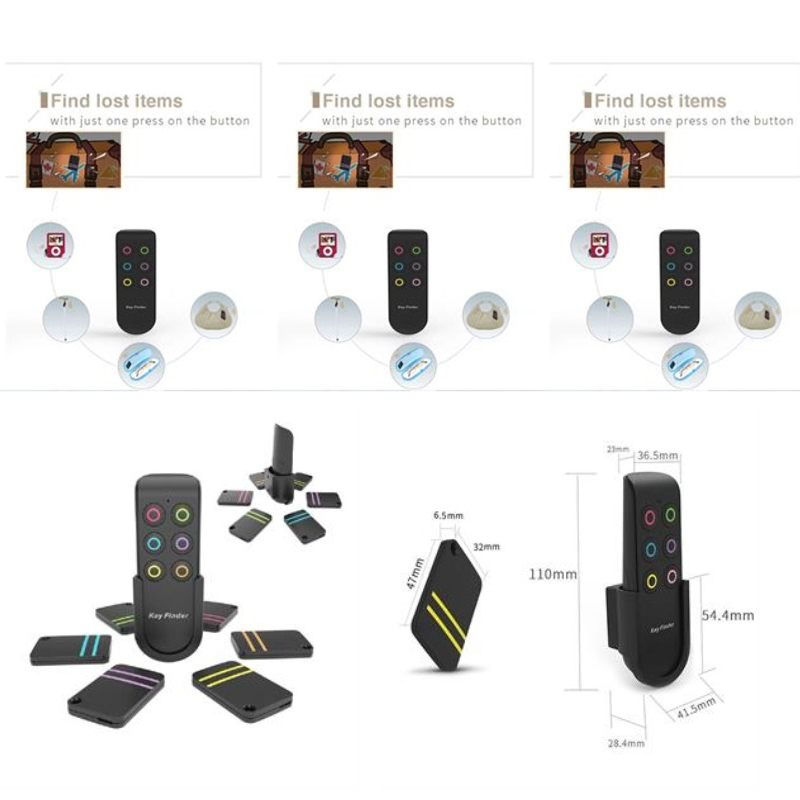 Find lost items
with just one press on the button
Find lost items
with just one press on the button
Find lost items
with just one press on the button
Key Finder
Key Finder
Key Finder
Key Finder
6.5mm
32mm
47mm
23mm
36.5mm
110mm
Key Finder
54.4mm
41.5mm
28.4mm